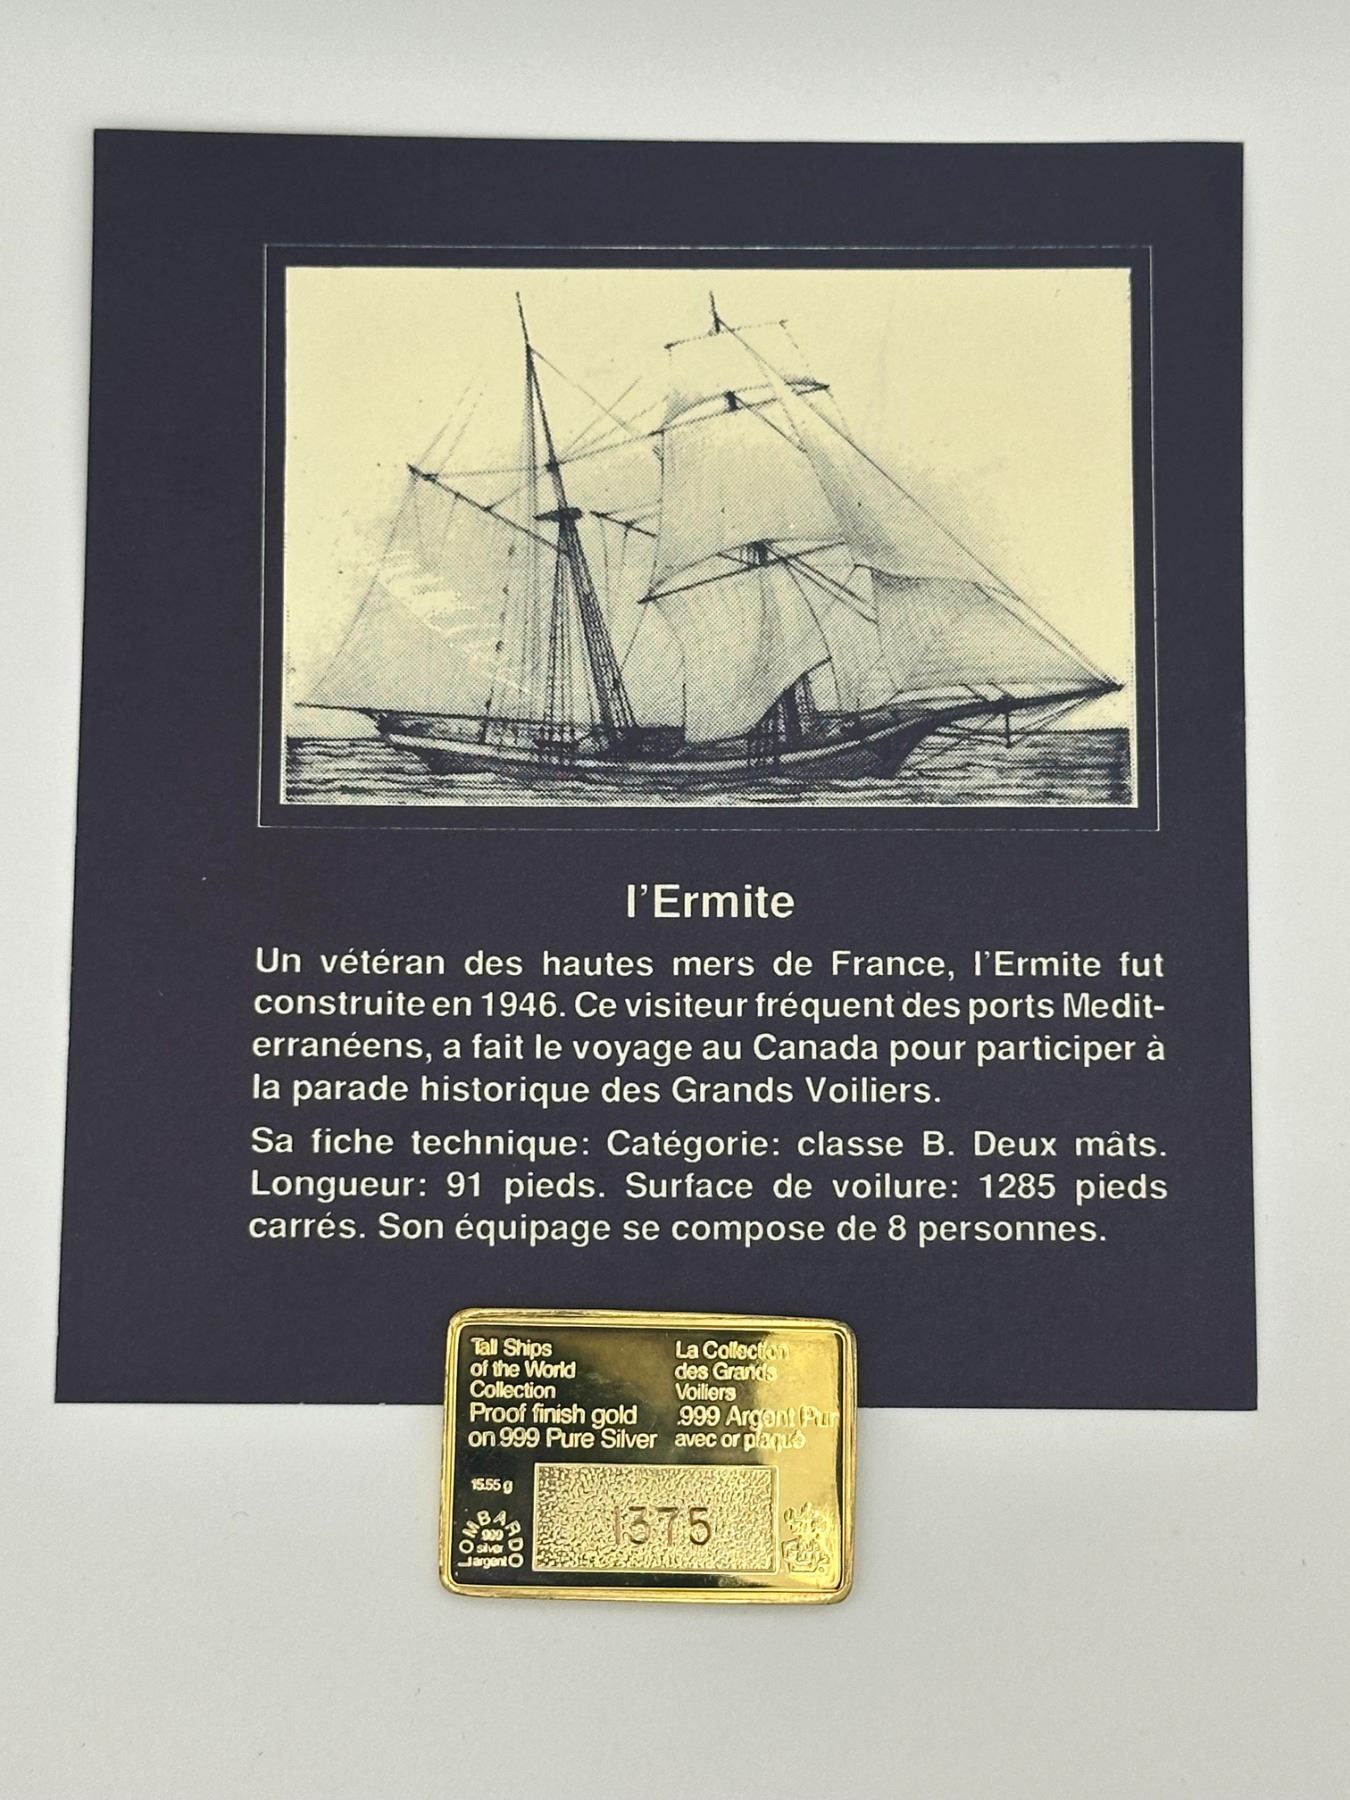 l'Ermite
Un vétéran des hautes mers de France, l'Ermite fut
construite en 1946. Ce visiteur fréquent des ports Medit-
erranéens, a fait le voyage au Canada pour participer à
la parade historique des Grands Voiliers.
Sa fiche technique: Catégorie: classe B. Deux mâts.
Longueur: 91 pieds. Surface de voilure: 1285 pieds
carrés. Son équipage se compose de 8 personnes.
Tall Ships
of the World
Collection
Proof finish gold
on .999 Pure Silver
La Collection
des Grands
Voiliers
.999 Argent Pur
avec or plaqué
15.55 g
LOMBARDO
999
silver
argent
1375